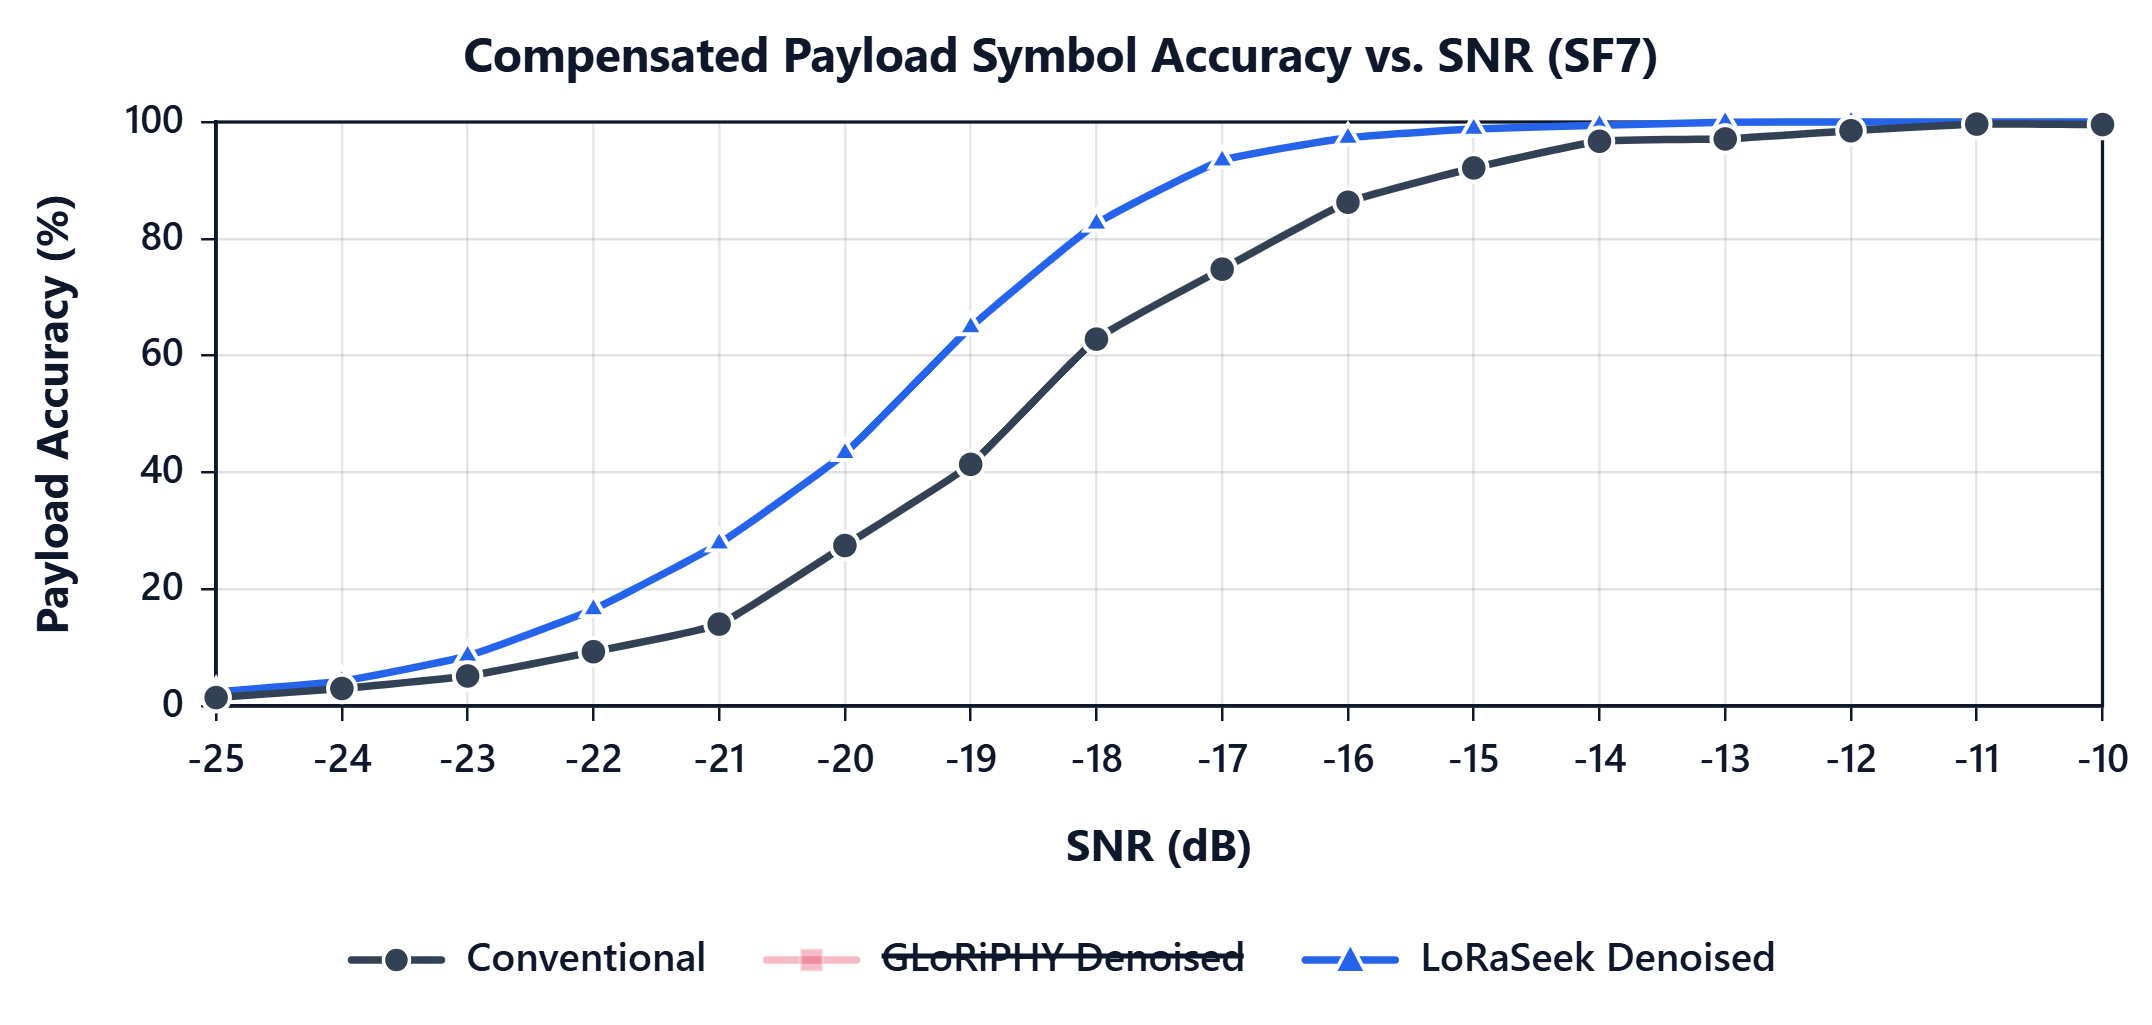 Compensated Payload Symbol Accuracy vs. SNR (SF7)
Payload Accuracy (%)
100
80
60
40
20
0
-25 -24 -23 -22 -21 -20 -19 -18 -17 -16 -15 -14 -13 -12 -11 -10
SNR (dB)
Conventional GLoRiPHY Denoised LoRaSeek Denoised